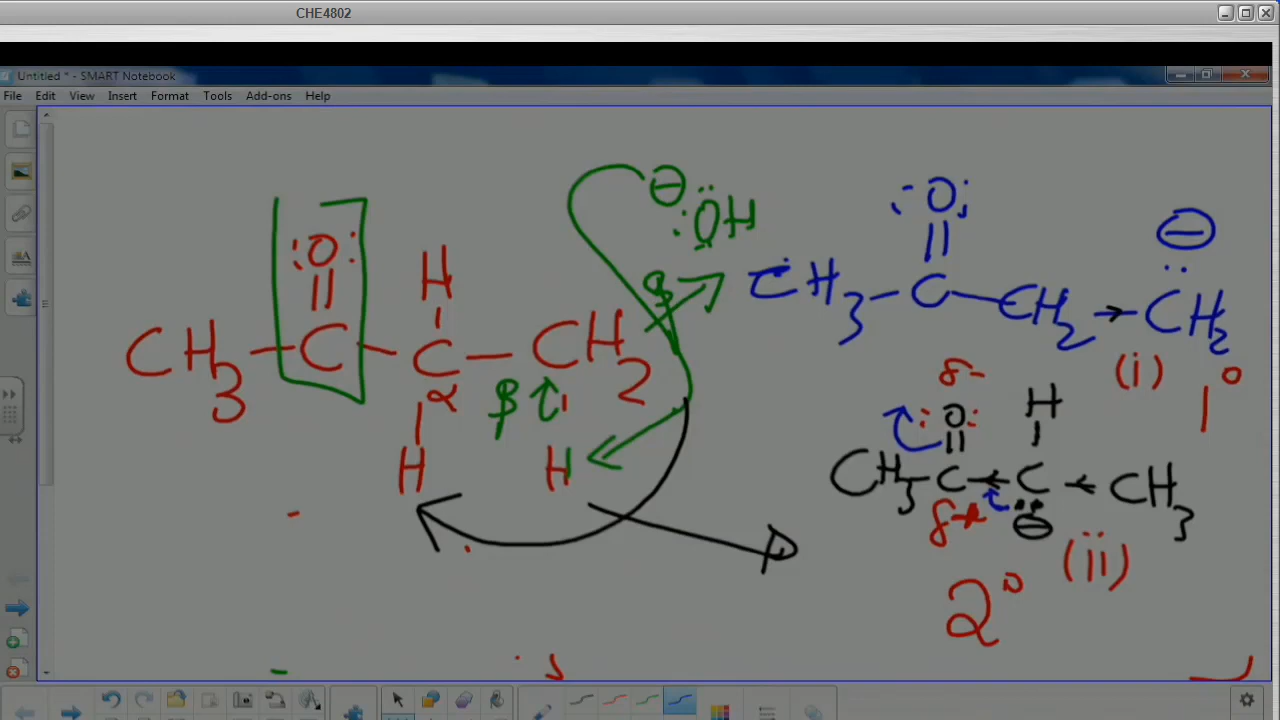 CHE4802
Untitled * - SMART Notebook
File Edit View Insert Format Tools Add-ons Help
⊖
:ÖH
:O:
:O:
⊖
H
CH3 - C - C - CH2
α
β
H H
CH3 - C - CH2 → C̈H2
(i) 1°
δ-
:O: H
CH3 - C - C - CH3
δ+ ⊖
(ii)
2°